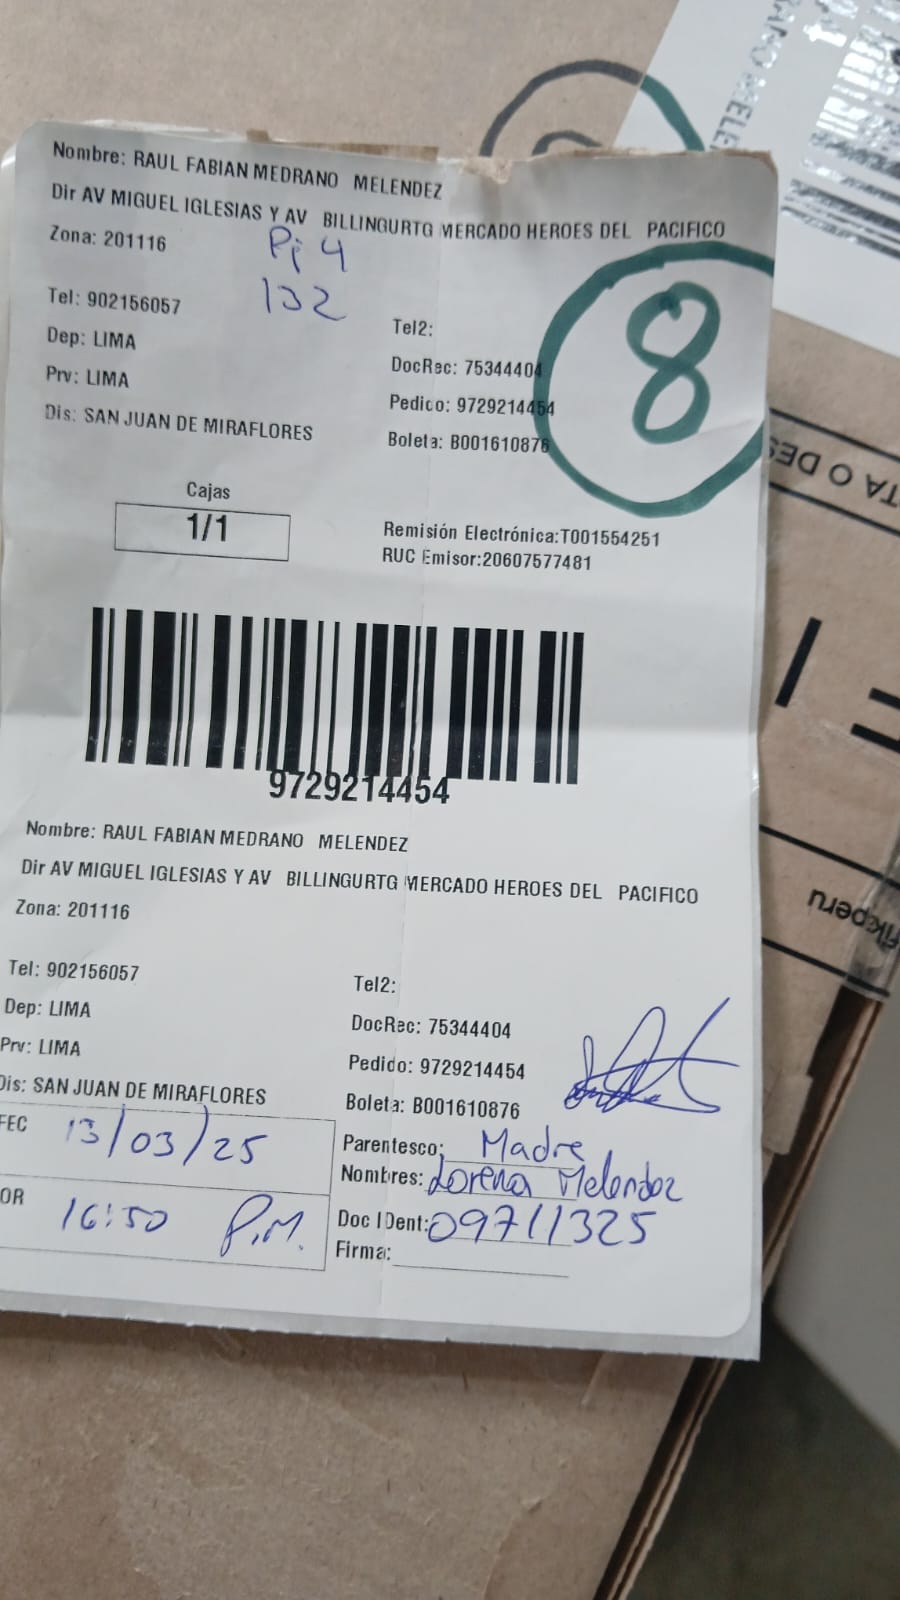 Nombre: RAUL FABIAN MEDRANO MELENDEZ
Dir AV MIGUEL IGLESIAS Y AV BILLINGURTG MERCADO HEROES DEL PACIFICO
Zona: 201116
Pj 4
132
8
Tel: 902156057
Tel2:
Dep: LIMA
DocRec: 75344404
Prv: LIMA
Pedido: 9729214454
Dis: SAN JUAN DE MIRAFLORES
Boleta: B001610876
Cajas
1/1
Remisión Electrónica:T001554251
RUC Emisor:20607577481
9729214454
Nombre: RAUL FABIAN MEDRANO MELENDEZ
Dir AV MIGUEL IGLESIAS Y AV BILLINGURTG MERCADO HEROES DEL PACIFICO
Zona: 201116
Tel: 902156057
Tel2:
Dep: LIMA
DocRec: 75344404
Prv: LIMA
Pedido: 9729214454
Dis: SAN JUAN DE MIRAFLORES
Boleta: B001610876
FEC 13/03/25
Parentesco: Madre
Nombres: Lorena Melendez
OR 16:50 P.M.
Doc IDent: 09711325
Firma:
TA O DES
fikperu